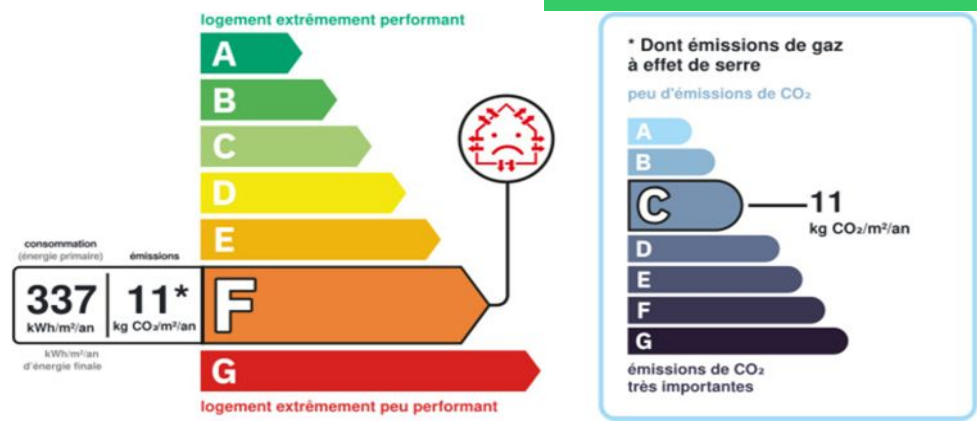 logement extrêmement performant
A
B
C
D
E
consommation
(énergie primaire)
émissions
337
kWh/m²/an
11*
kg CO₂/m²/an
F
kWh/m²/an
d'énergie finale
G
logement extrêmement peu performant
* Dont émissions de gaz
à effet de serre
peu d'émissions de CO₂
A
B
C
11
kg CO₂/m²/an
D
E
F
G
émissions de CO₂
très importantes